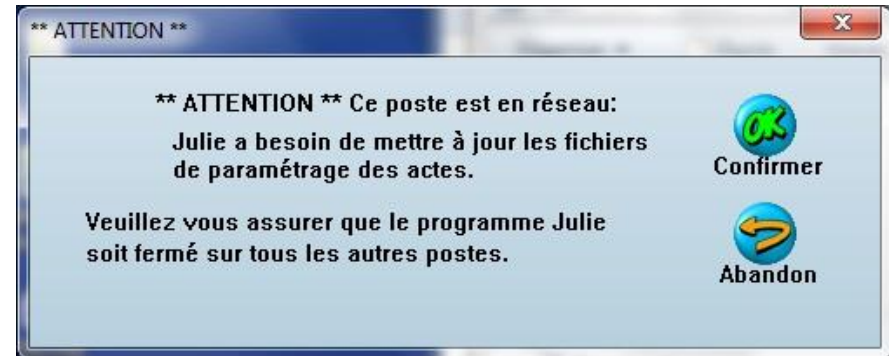 ** ATTENTION **
** ATTENTION ** Ce poste est en réseau:
Julie a besoin de mettre à jour les fichiers
de paramétrage des actes.
Veuillez vous assurer que le programme Julie
soit fermé sur tous les autres postes.
OK
Confirmer
Abandon